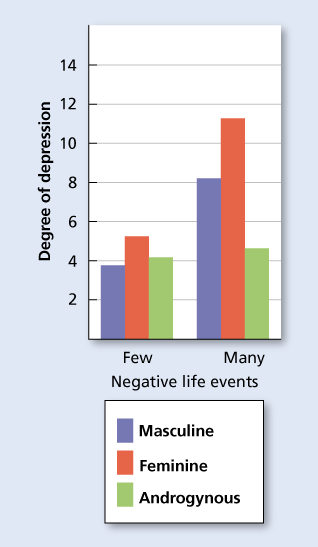 Degree of depression
14
12
10
8
6
4
2
Few Many
Negative life events
Masculine
Feminine
Androgynous